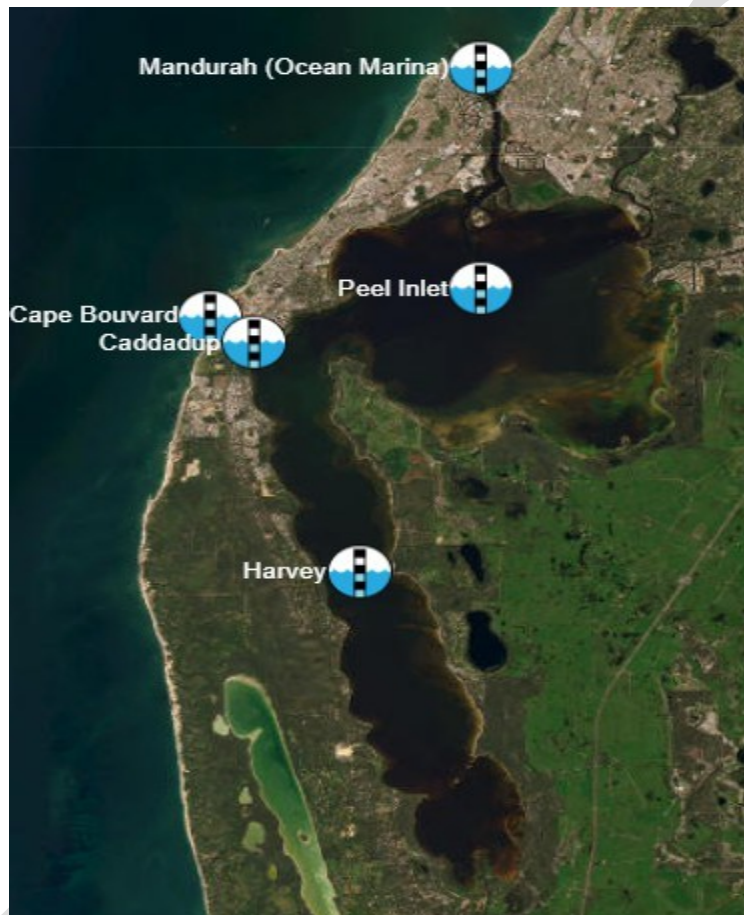 Mandurah (Ocean Marina)
Peel Inlet
Cape Bouvard
Caddadup
Harvey